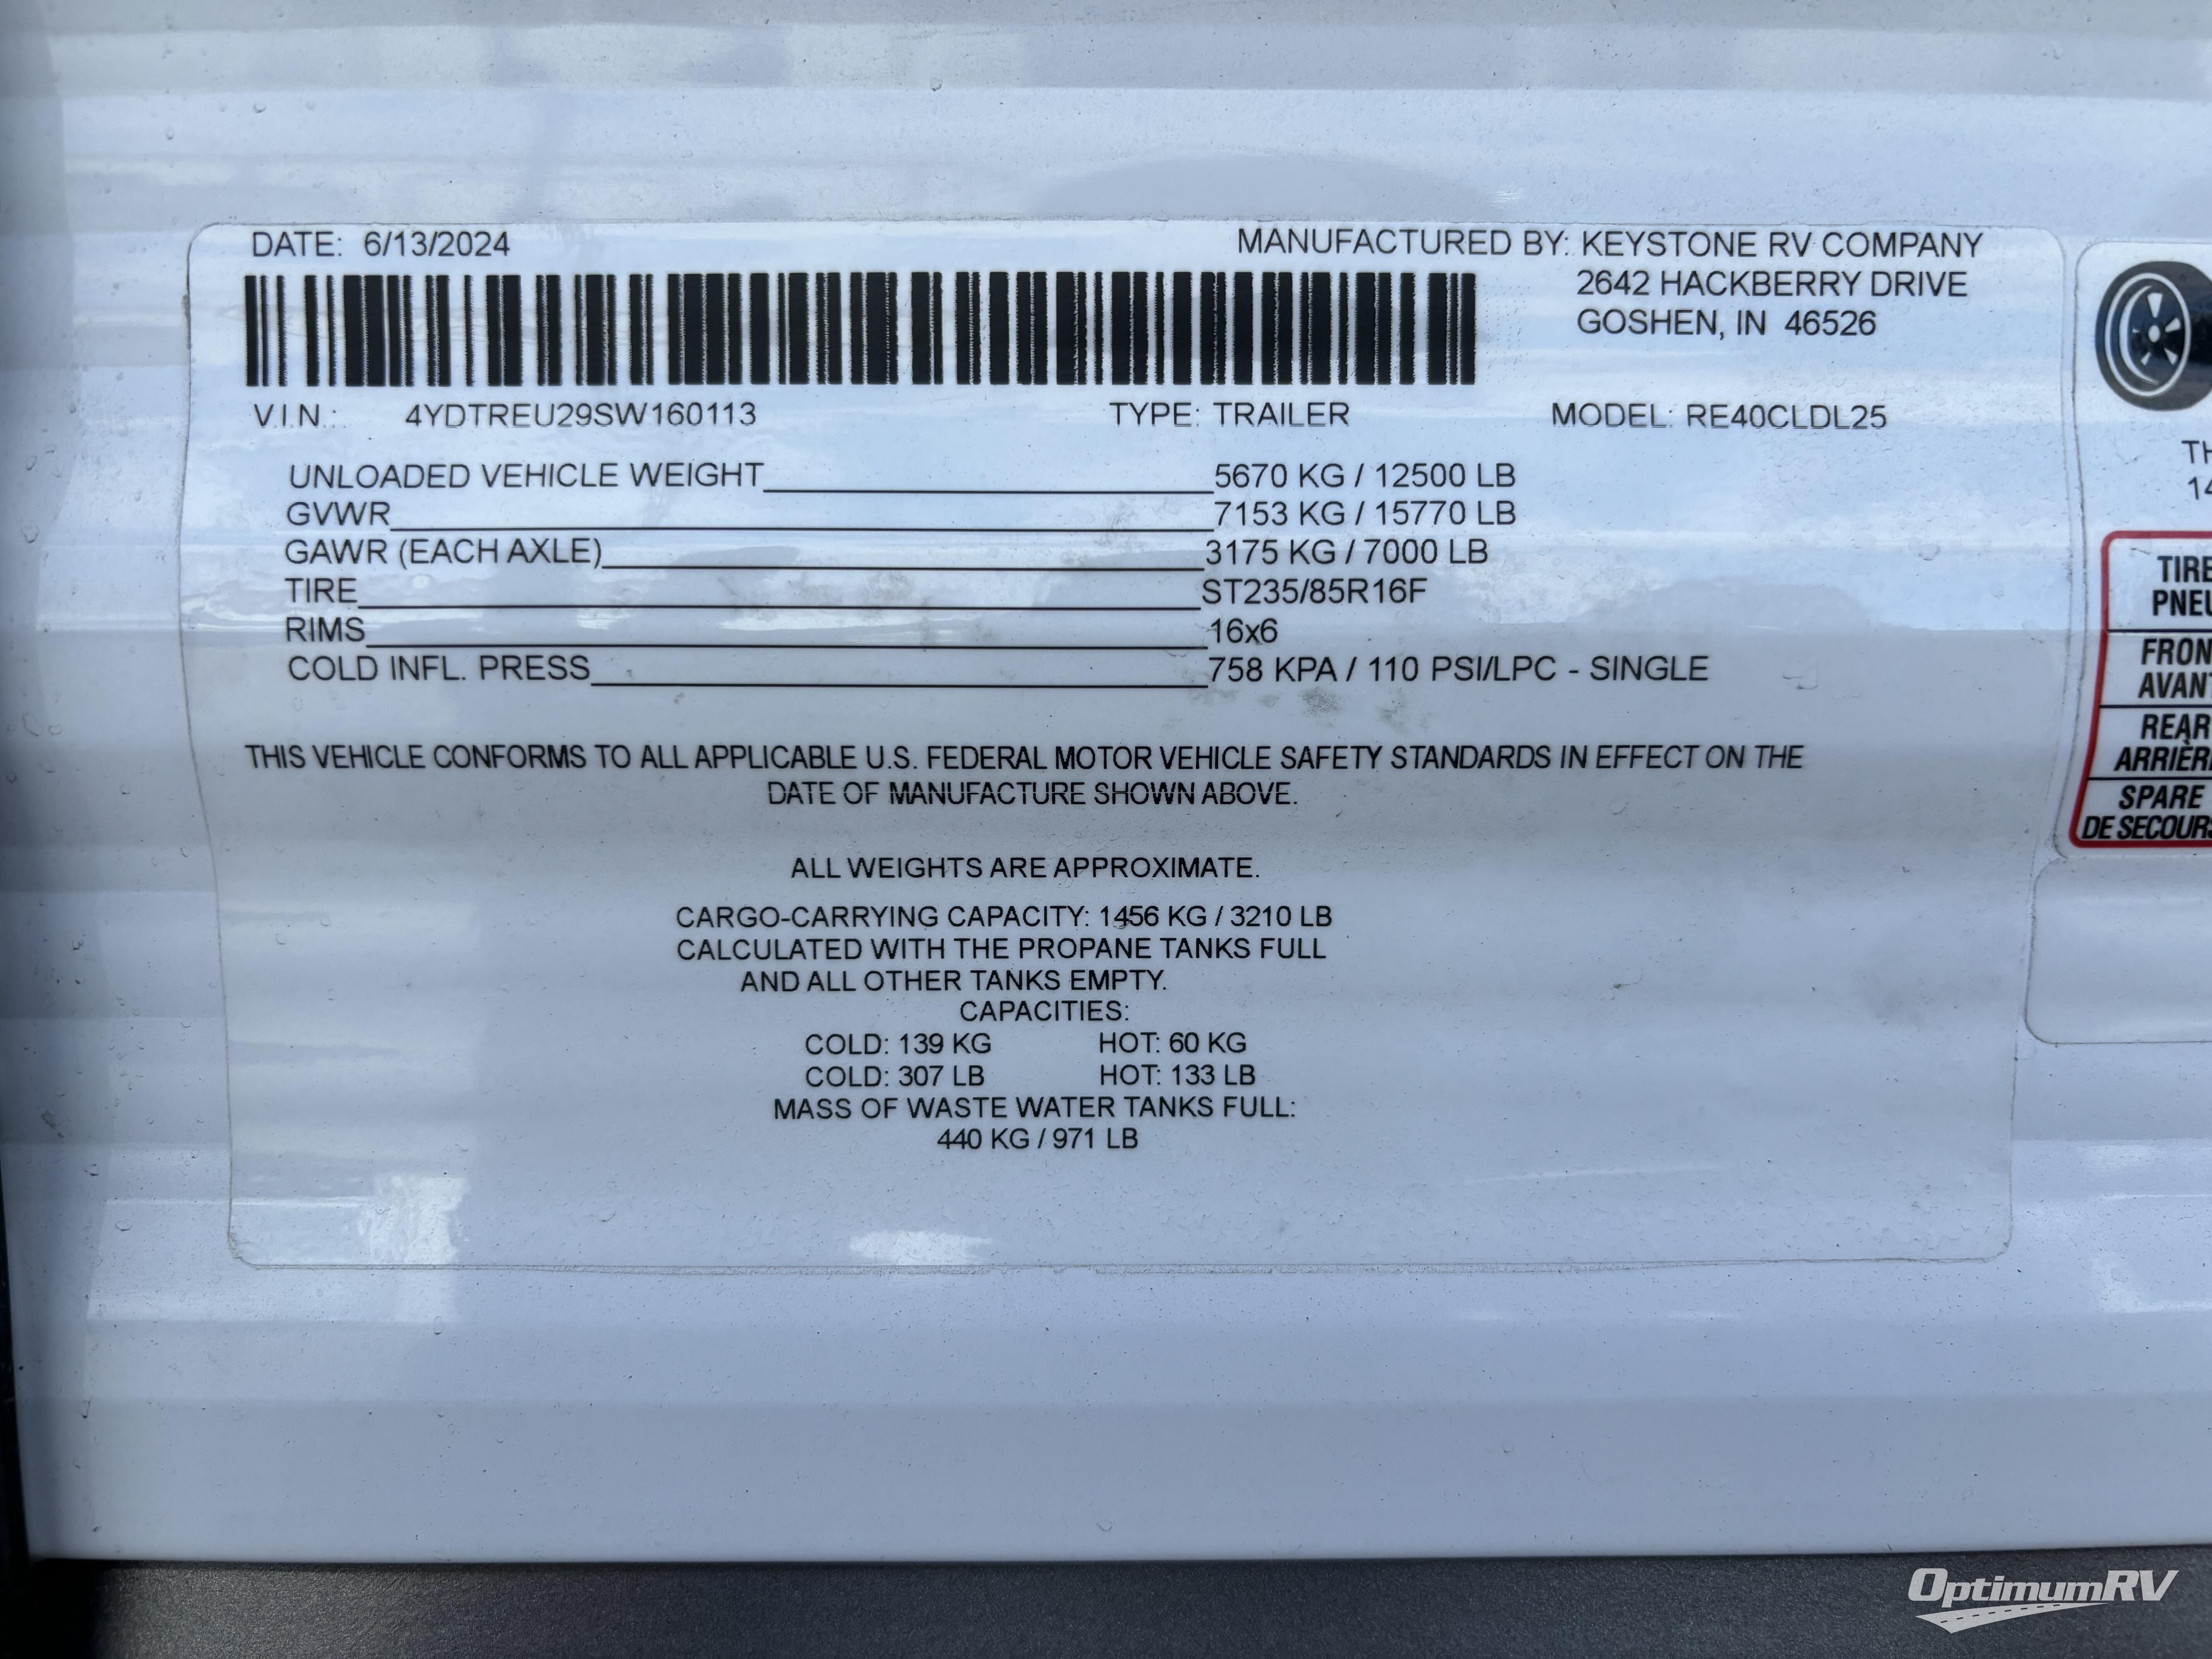 DATE: 6/13/2024
MANUFACTURED BY: KEYSTONE RV COMPANY
2642 HACKBERRY DRIVE
GOSHEN, IN 46526
V.I.N.: 4YDTREU29SW160113 TYPE: TRAILER MODEL: RE40CLDL25
UNLOADED VEHICLE WEIGHT 5670 KG / 12500 LB
GVWR 7153 KG / 15770 LB
GAWR (EACH AXLE) 3175 KG / 7000 LB
TIRE ST235/85R16F
RIMS 16x6
COLD INFL. PRESS 758 KPA / 110 PSI/LPC - SINGLE
THIS VEHICLE CONFORMS TO ALL APPLICABLE U.S. FEDERAL MOTOR VEHICLE SAFETY STANDARDS IN EFFECT ON THE
DATE OF MANUFACTURE SHOWN ABOVE.
ALL WEIGHTS ARE APPROXIMATE.
CARGO-CARRYING CAPACITY: 1456 KG / 3210 LB
CALCULATED WITH THE PROPANE TANKS FULL
AND ALL OTHER TANKS EMPTY.
CAPACITIES:
COLD: 139 KG HOT: 60 KG
COLD: 307 LB HOT: 133 LB
MASS OF WASTE WATER TANKS FULL:
440 KG / 971 LB
TIRE
REAR
SPARE
OptimumRV